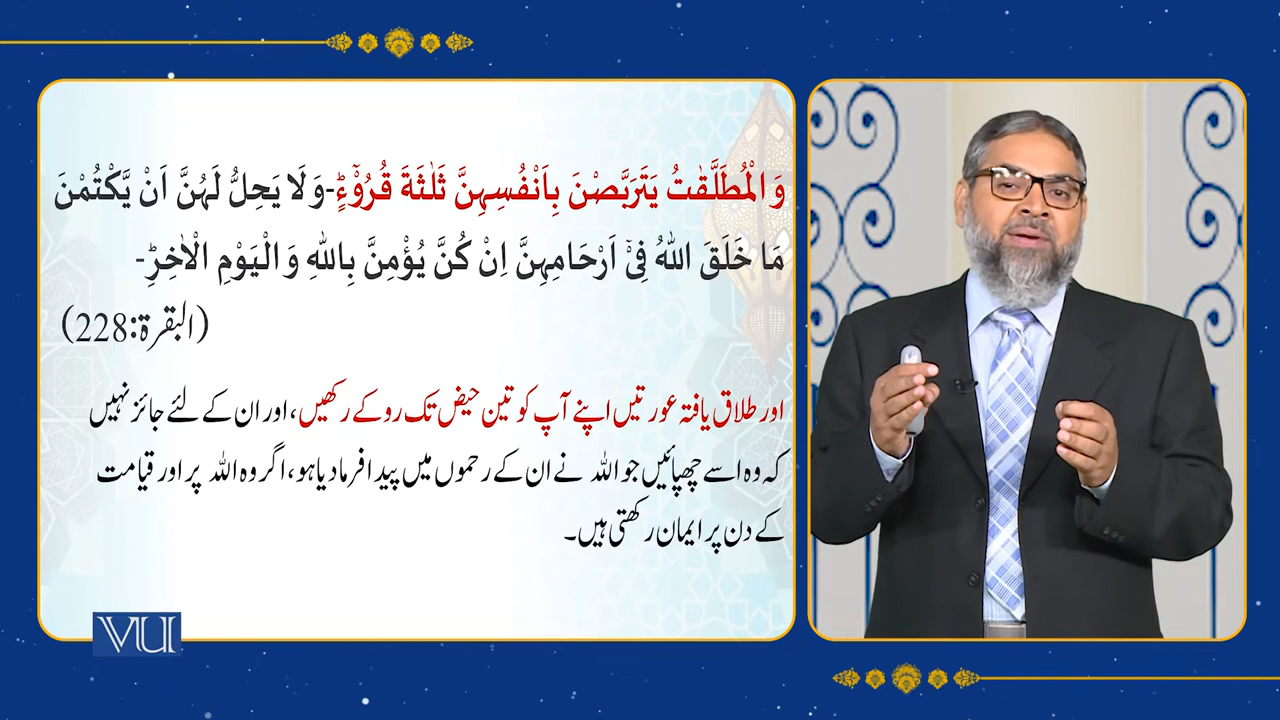 وَ الْمُطَلَّقٰتُ یَتَرَبَّصْنَ بِاَنْفُسِهِنَّ ثَلٰثَةَ قُرُوْٓءٍؕ-وَ لَا یَحِلُّ لَهُنَّ اَنْ یَّكْتُمْنَ
مَا خَلَقَ اللّٰهُ فِیْۤ اَرْحَامِهِنَّ اِنْ كُنَّ یُؤْمِنَّ بِاللّٰهِ وَ الْیَوْمِ الْاٰخِرِؕ-
(البقرۃ:228)
اور طلاق یافتہ عورتیں اپنے آپ کو تین حیض تک روکے رکھیں، اور ان کے لئے جائز نہیں
کہ وہ اسے چھپائیں جو اللہ نے ان کے رحموں میں پیدا فرما دیا ہو، اگر وہ اللہ پر اور قیامت
کے دن پر ایمان رکھتی ہیں۔
VU